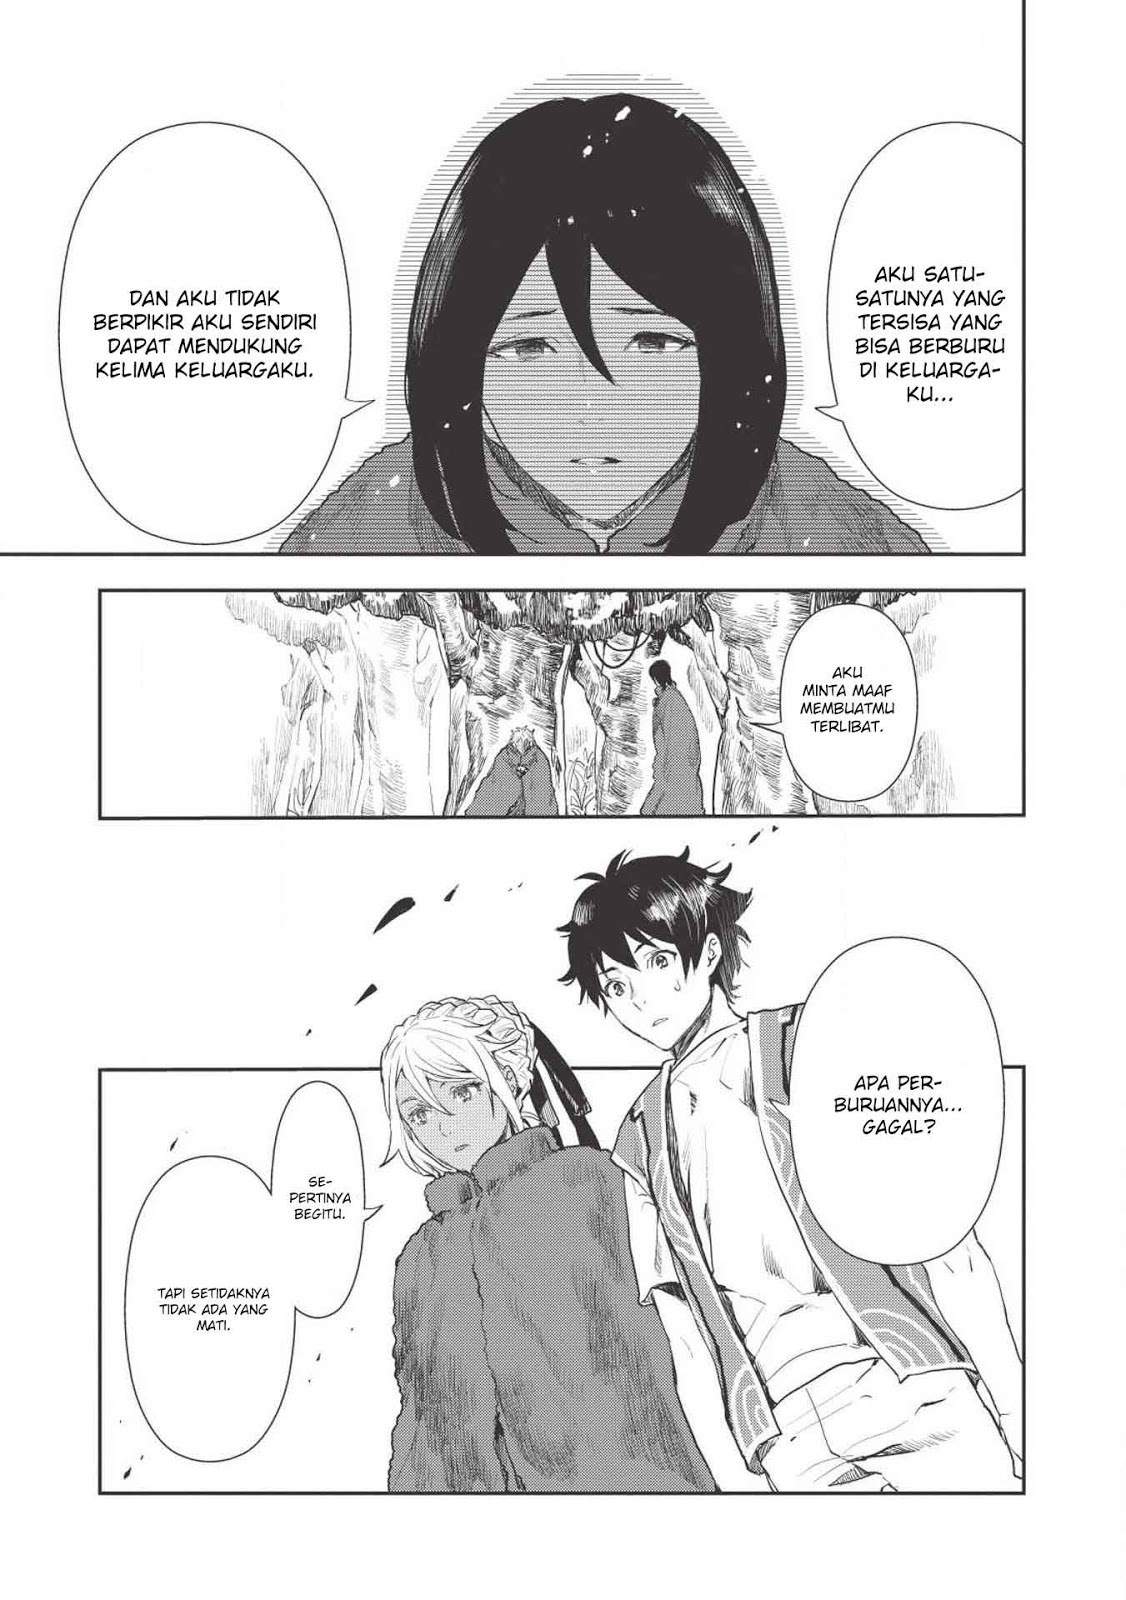 AKU SATU-
SATUNYA YANG
TERSISA YANG
BISA BERBURU
DI KELUARGA-
KU...
DAN AKU TIDAK
BERPIKIR AKU SENDIRI
DAPAT MENDUKUNG
KELIMA KELUARGAKU.
AKU
MINTA MAAF
MEMBUATMU
TERLIBAT.
APA PER-
BURUANNYA...
GAGAL?
SE-
PERTINYA
BEGITU.
TAPI SETIDAKNYA
TIDAK ADA YANG
MATI.